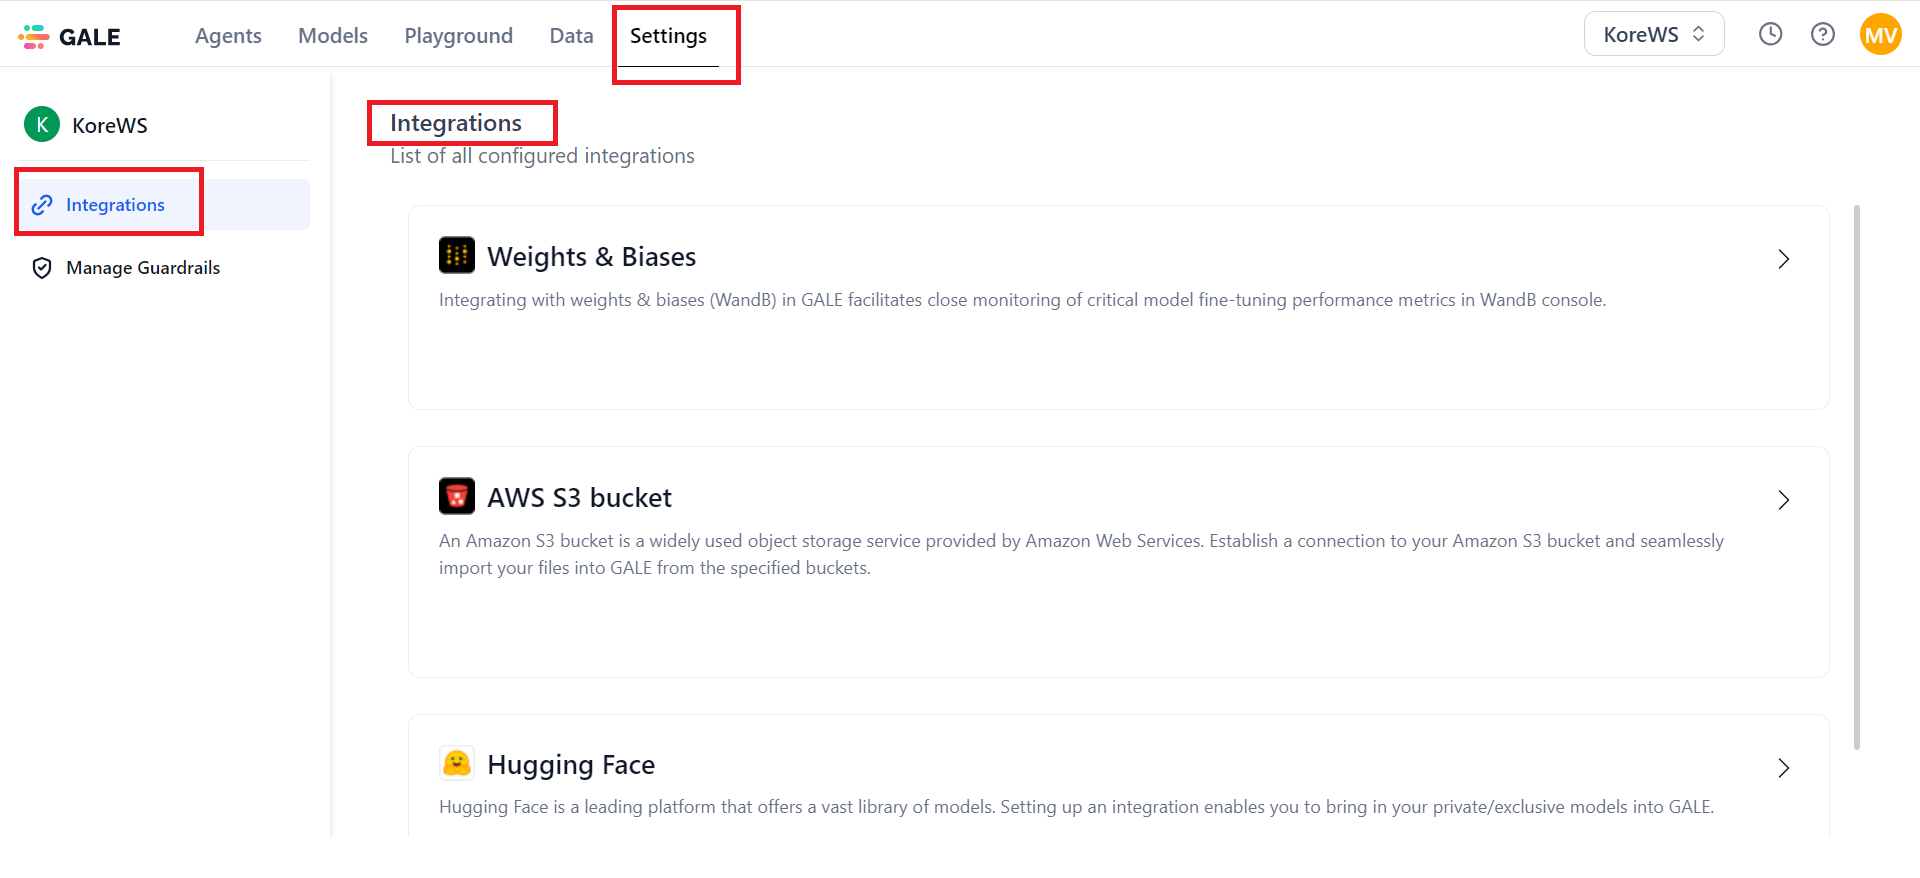 GALE
Agents
Models
Playground
Data
Settings
KoreWS
MV
K
KoreWS
Integrations
Manage Guardrails
Integrations
List of all configured integrations
Weights & Biases
Integrating with weights & biases (WandB) in GALE facilitates close monitoring of critical model fine-tuning performance metrics in WandB console.
AWS S3 bucket
An Amazon S3 bucket is a widely used object storage service provided by Amazon Web Services. Establish a connection to your Amazon S3 bucket and seamlessly
import your files into GALE from the specified buckets.
Hugging Face
Hugging Face is a leading platform that offers a vast library of models. Setting up an integration enables you to bring in your private/exclusive models into GALE.